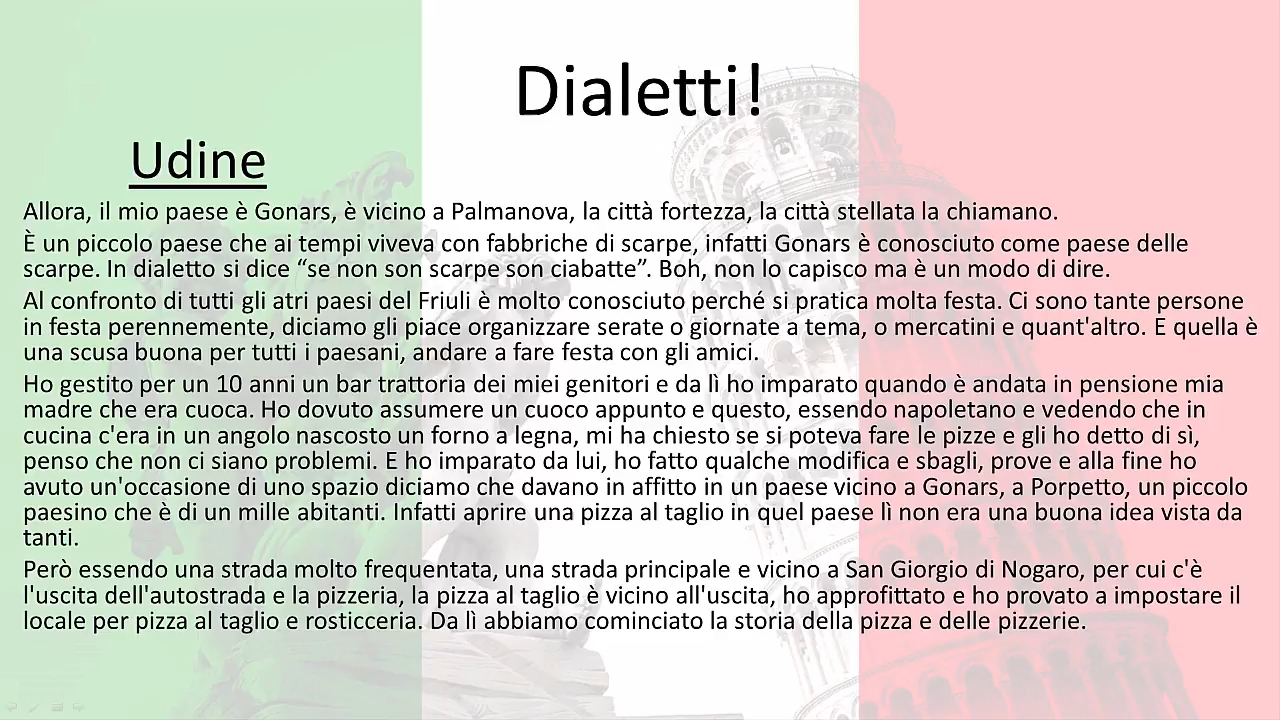 Dialetti!
Udine
Allora, il mio paese è Gonars, è vicino a Palmanova, la città fortezza, la città stellata la chiamano.
È un piccolo paese che ai tempi viveva con fabbriche di scarpe, infatti Gonars è conosciuto come paese delle
scarpe. In dialetto si dice “se non son scarpe son ciabatte”. Boh, non lo capisco ma è un modo di dire.
Al confronto di tutti gli atri paesi del Friuli è molto conosciuto perché si pratica molta festa. Ci sono tante persone
in festa perennemente, diciamo gli piace organizzare serate o giornate a tema, o mercatini e quant'altro. E quella è
una scusa buona per tutti i paesani, andare a fare festa con gli amici.
Ho gestito per un 10 anni un bar trattoria dei miei genitori e da lì ho imparato quando è andata in pensione mia
madre che era cuoca. Ho dovuto assumere un cuoco appunto e questo, essendo napoletano e vedendo che in
cucina c'era in un angolo nascosto un forno a legna, mi ha chiesto se si poteva fare le pizze e gli ho detto di sì,
penso che non ci siano problemi. E ho imparato da lui, ho fatto qualche modifica e sbagli, prove e alla fine ho
avuto un'occasione di uno spazio diciamo che davano in affitto in un paese vicino a Gonars, a Porpetto, un piccolo
paesino che è di un mille abitanti. Infatti aprire una pizza al taglio in quel paese lì non era una buona idea vista da
tanti.
Però essendo una strada molto frequentata, una strada principale e vicino a San Giorgio di Nogaro, per cui c'è
l'uscita dell'autostrada e la pizzeria, la pizza al taglio è vicino all'uscita, ho approfittato e ho provato a impostare il
locale per pizza al taglio e rosticceria. Da lì abbiamo cominciato la storia della pizza e delle pizzerie.